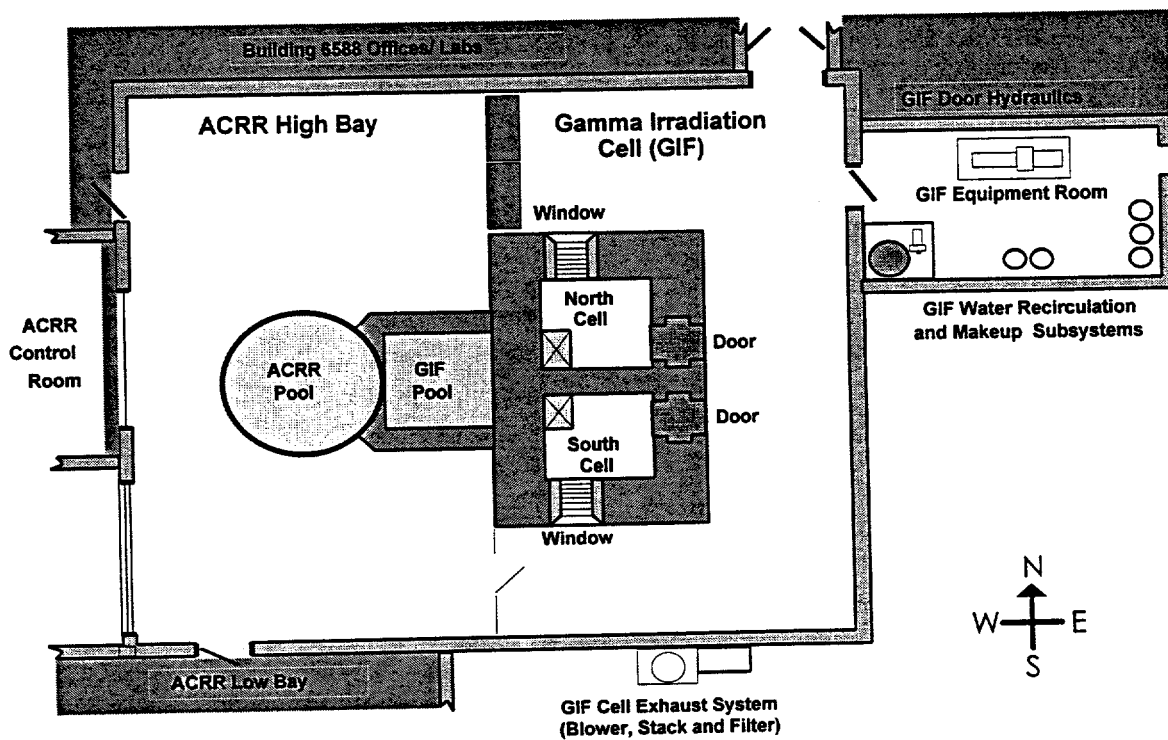 Building 6588 Offices/ Labs
GIF Door Hydraulics
ACRR High Bay
Gamma Irradiation
Cell (GIF)
GIF Equipment Room
Window
North
Cell
GIF Water Recirculation
and Makeup Subsystems
ACRR
Control
Room
Door
ACRR
Pool
GIF
Pool
Door
South
Cell
Window
N
W
E
S
ACRR Low Bay
GIF Cell Exhaust System
(Blower, Stack and Filter)